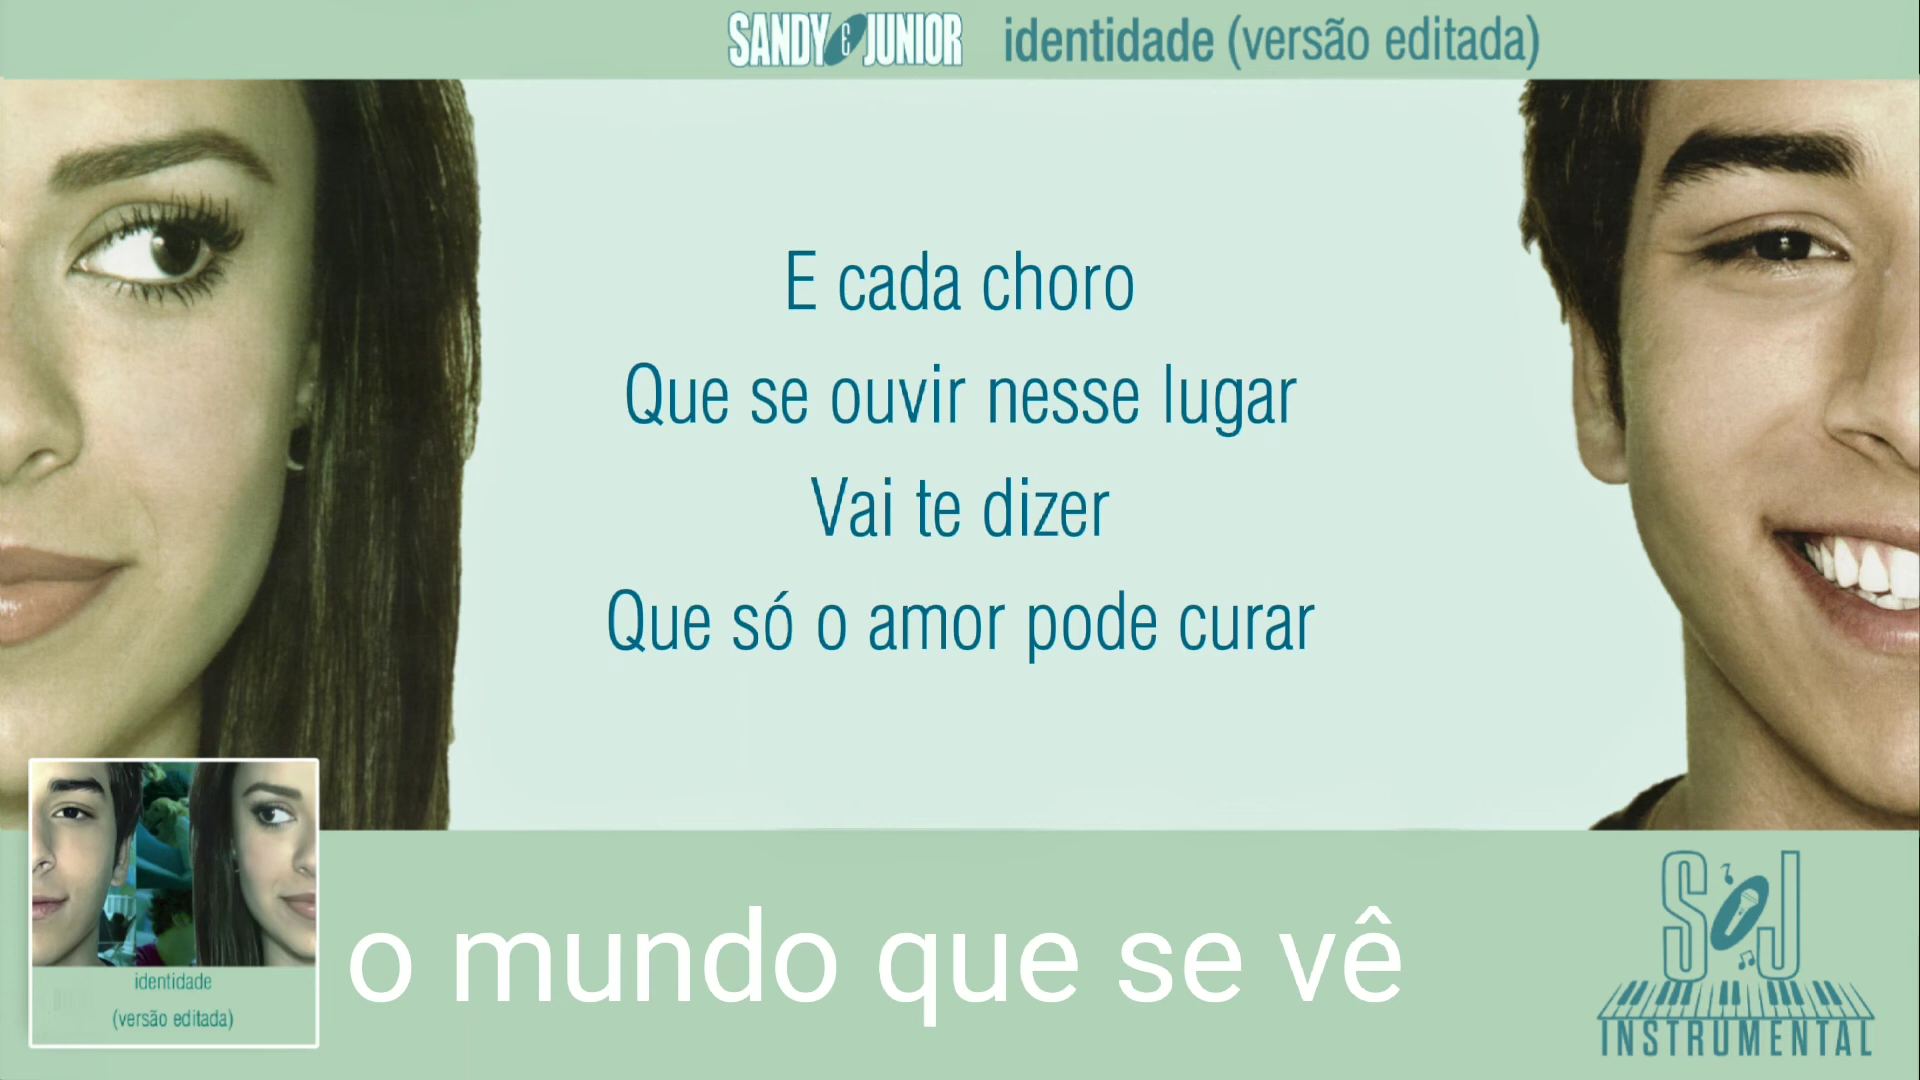 SANDY & JUNIOR identidade (versão editada)
E cada choro
Que se ouvir nesse lugar
Vai te dizer
Que só o amor pode curar
identidade
(versão editada)
o mundo que se vê
S J
INSTRUMENTAL